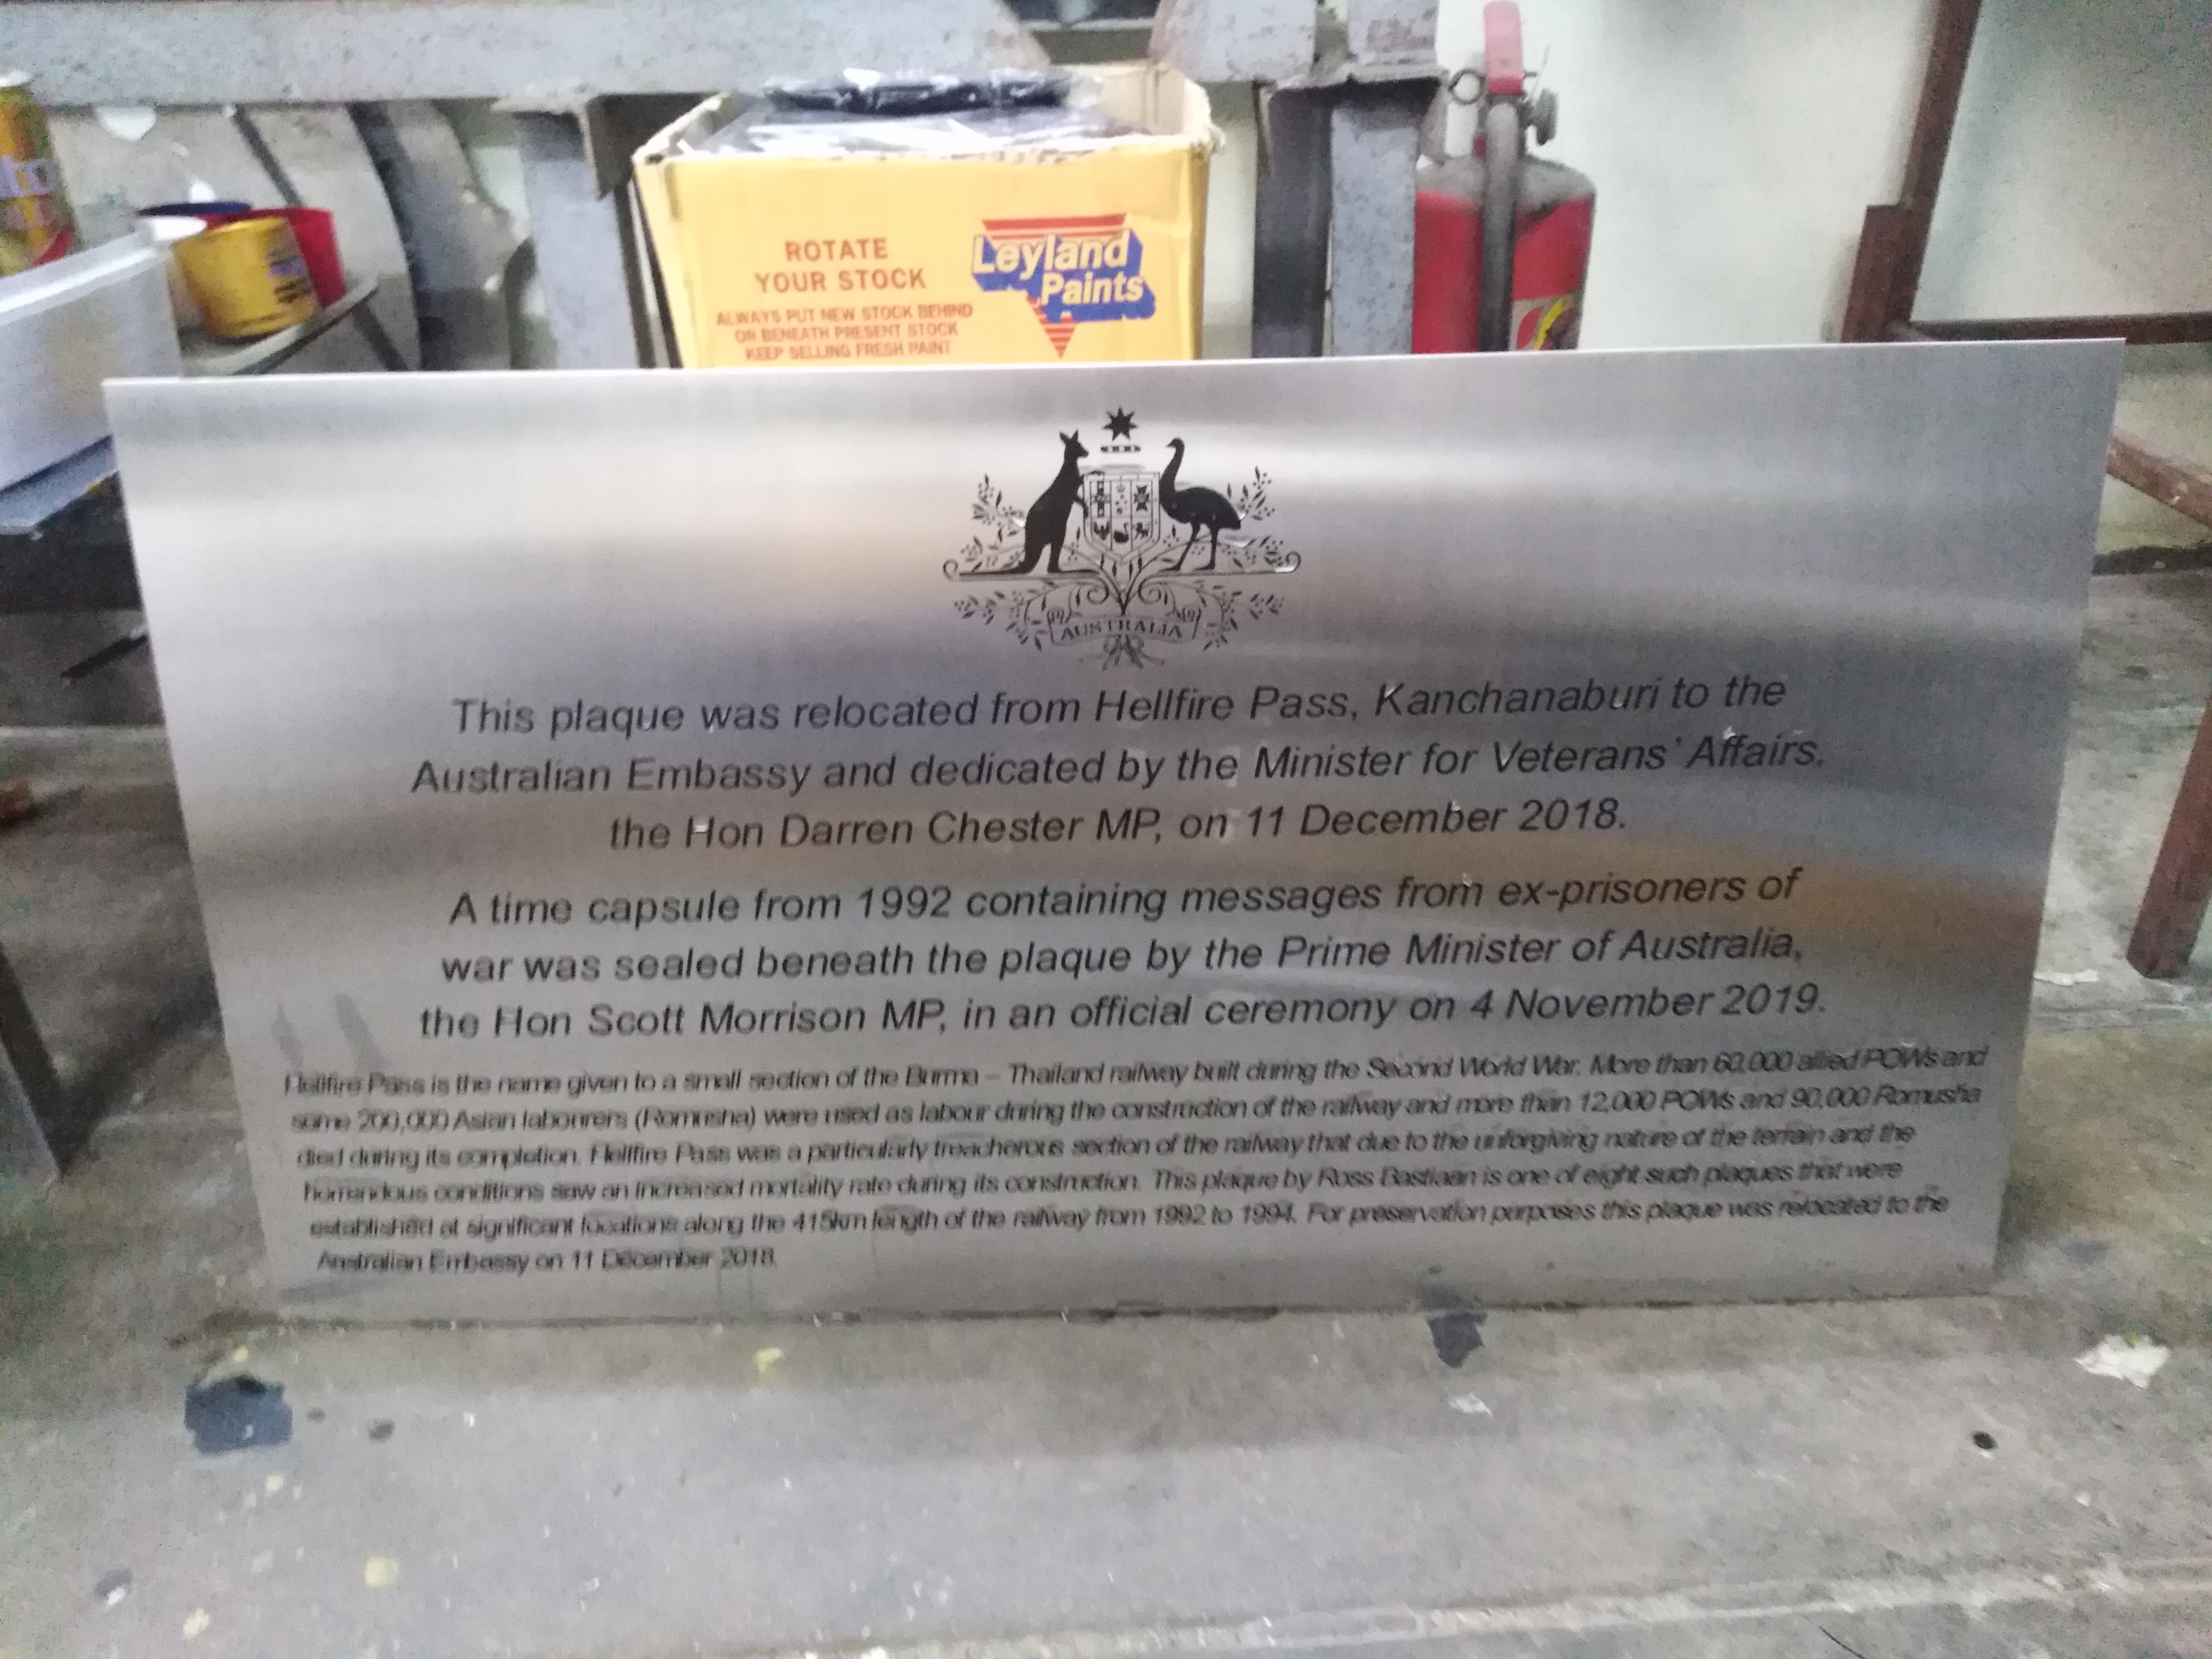 ROTATE
YOUR STOCK
ALWAYS PUT NEW STOCK BEHIND
OR BENEATH PRESENT STOCK
KEEP SELLING FRESH PAINT
Leyland
Paints
AUSTRALIA
This plaque was relocated from Hellfire Pass, Kanchanaburi to the
Australian Embassy and dedicated by the Minister for Veterans' Affairs,
the Hon Darren Chester MP, on 11 December 2018.
A time capsule from 1992 containing messages from ex-prisoners of
war was sealed beneath the plaque by the Prime Minister of Australia,
the Hon Scott Morrison MP, in an official ceremony on 4 November 2019.
Hellfire Pass is the name given to a small section of the Burma – Thailand railway built during the Second World War. More than 60,000 allied POWs and
some 200,000 Asian labourers (Romusha) were used as labour during the construction of the railway and more than 12,000 POWs and 90,000 Romusha
died during its completion. Hellfire Pass was a particularly treacherous section of the railway that due to the unforgiving nature of the terrain and the
horrendous conditions saw an increased mortality rate during its construction. This plaque by Ross Bastiaan is one of eight such plaques that were
established at significant locations along the 415km length of the railway from 1992 to 1994. For preservation purposes this plaque was relocated to the
Australian Embassy on 11 December 2018.